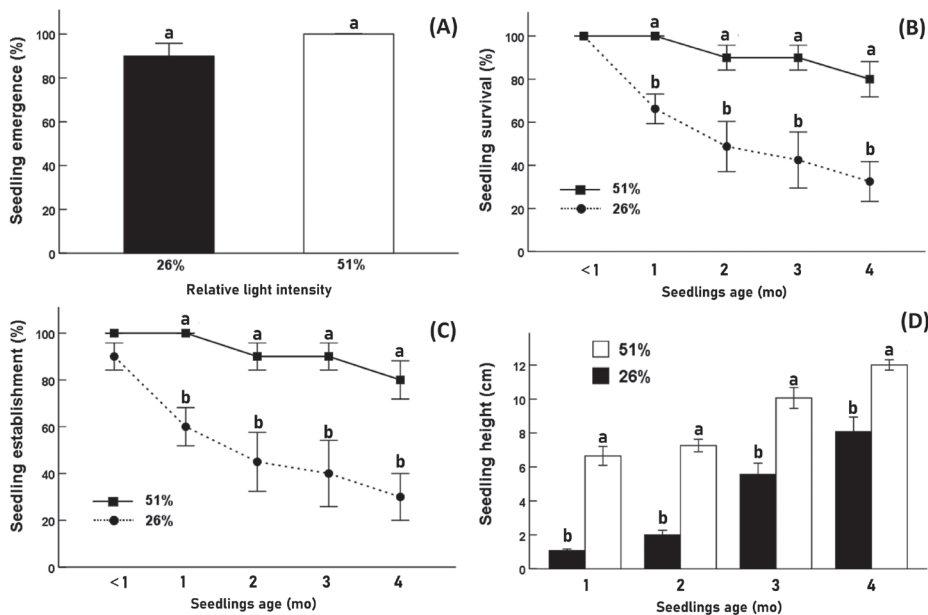 (A)
Seedling emergence (%)
100
80
60
40
20
0
a
a
26%
51%
Relative light intensity
(B)
Seedling survival (%)
100
80
60
40
20
0
a
a
a
a
b
b
b
b
51%
26%
<1
1
2
3
4
Seedlings age (mo)
(C)
Seedling establishment (%)
100
80
60
40
20
0
a
a
a
a
b
b
b
b
51%
26%
<1
1
2
3
4
Seedlings age (mo)
(D)
Seedling height (cm)
12
10
8
6
4
2
0
51%
26%
b
a
b
a
b
a
b
a
1
2
3
4
Seedlings age (mo)